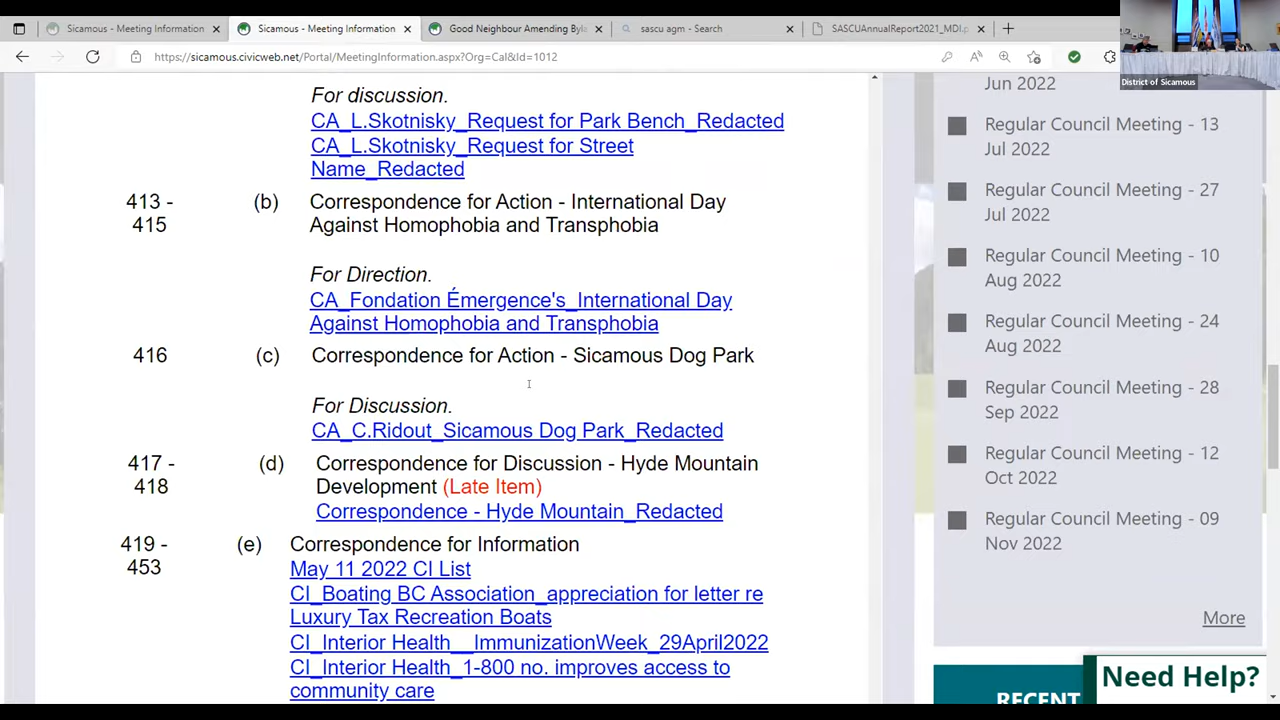 Sicamous - Meeting Information
Sicamous - Meeting Information
Good Neighbour Amending Byla
sascu agm - Search
SASCUAnnualReport2021_MDI.p
https://sicamous.civicweb.net/Portal/MeetingInformation.aspx?Org=Cal&Id=1012
District of Sicamous
For discussion.
CA_L.Skotnisky_Request for Park Bench_Redacted
CA_L.Skotnisky_Request for Street
Name_Redacted
413 -
415
(b)
Correspondence for Action - International Day
Against Homophobia and Transphobia
For Direction.
CA_Fondation Émergence's_International Day
Against Homophobia and Transphobia
416
(c)
Correspondence for Action - Sicamous Dog Park
For Discussion.
CA_C.Ridout_Sicamous Dog Park_Redacted
417 -
418
(d)
Correspondence for Discussion - Hyde Mountain
Development (Late Item)
Correspondence - Hyde Mountain_Redacted
419 -
453
(e)
Correspondence for Information
May 11 2022 CI List
CI_Boating BC Association_appreciation for letter re
Luxury Tax Recreation Boats
CI_Interior Health__ImmunizationWeek_29April2022
CI_Interior Health_1-800 no. improves access to
community care
Jun 2022
Regular Council Meeting - 13
Jul 2022
Regular Council Meeting - 27
Jul 2022
Regular Council Meeting - 10
Aug 2022
Regular Council Meeting - 24
Aug 2022
Regular Council Meeting - 28
Sep 2022
Regular Council Meeting - 12
Oct 2022
Regular Council Meeting - 09
Nov 2022
More
RECENT
Need Help?